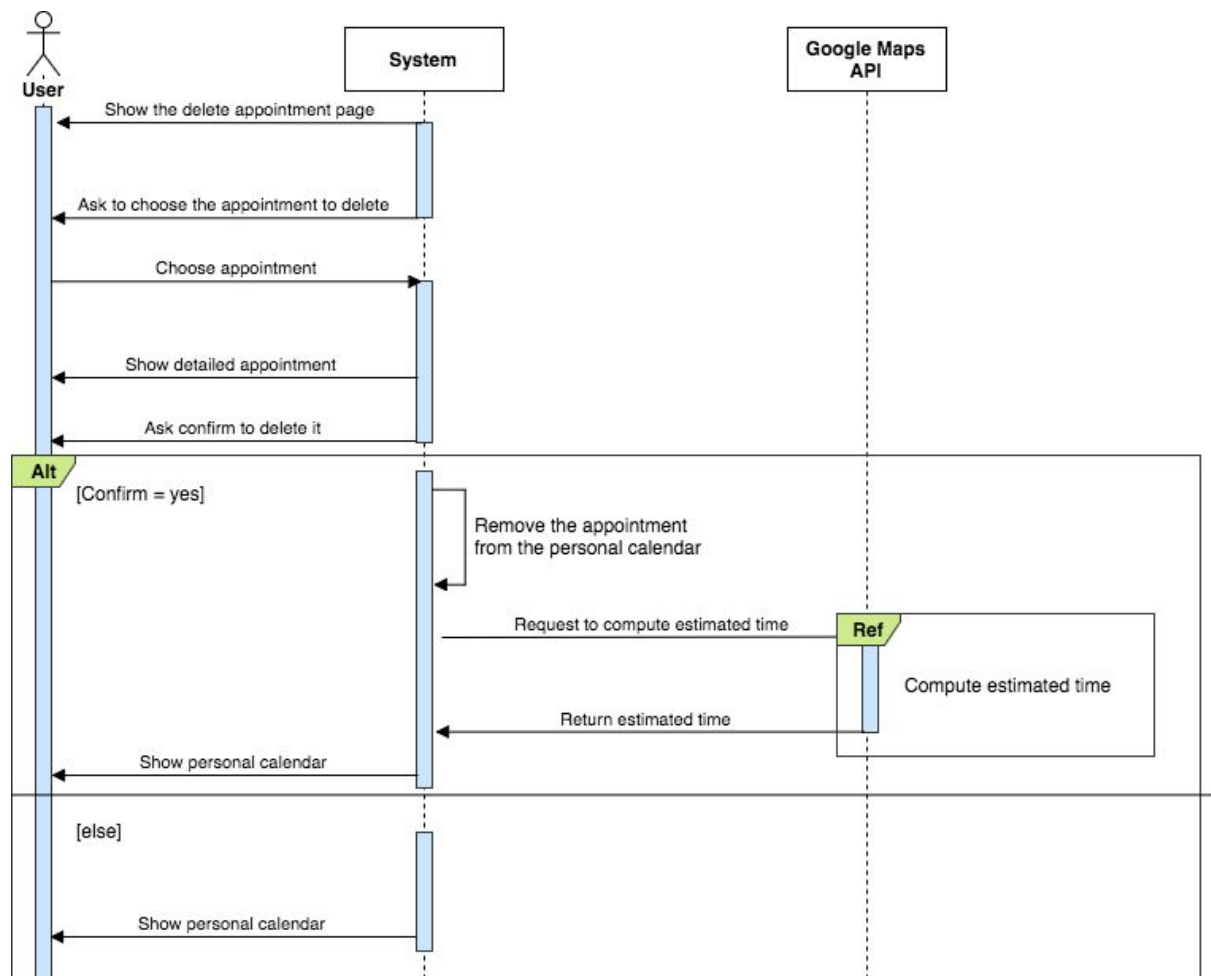 User
System
Google Maps
API
Show the delete appointment page
Ask to choose the appointment to delete
Choose appointment
Show detailed appointment
Ask confirm to delete it
Alt
[Confirm = yes]
Remove the appointment
from the personal calendar
Request to compute estimated time
Ref
Compute estimated time
Return estimated time
Show personal calendar
[else]
Show personal calendar